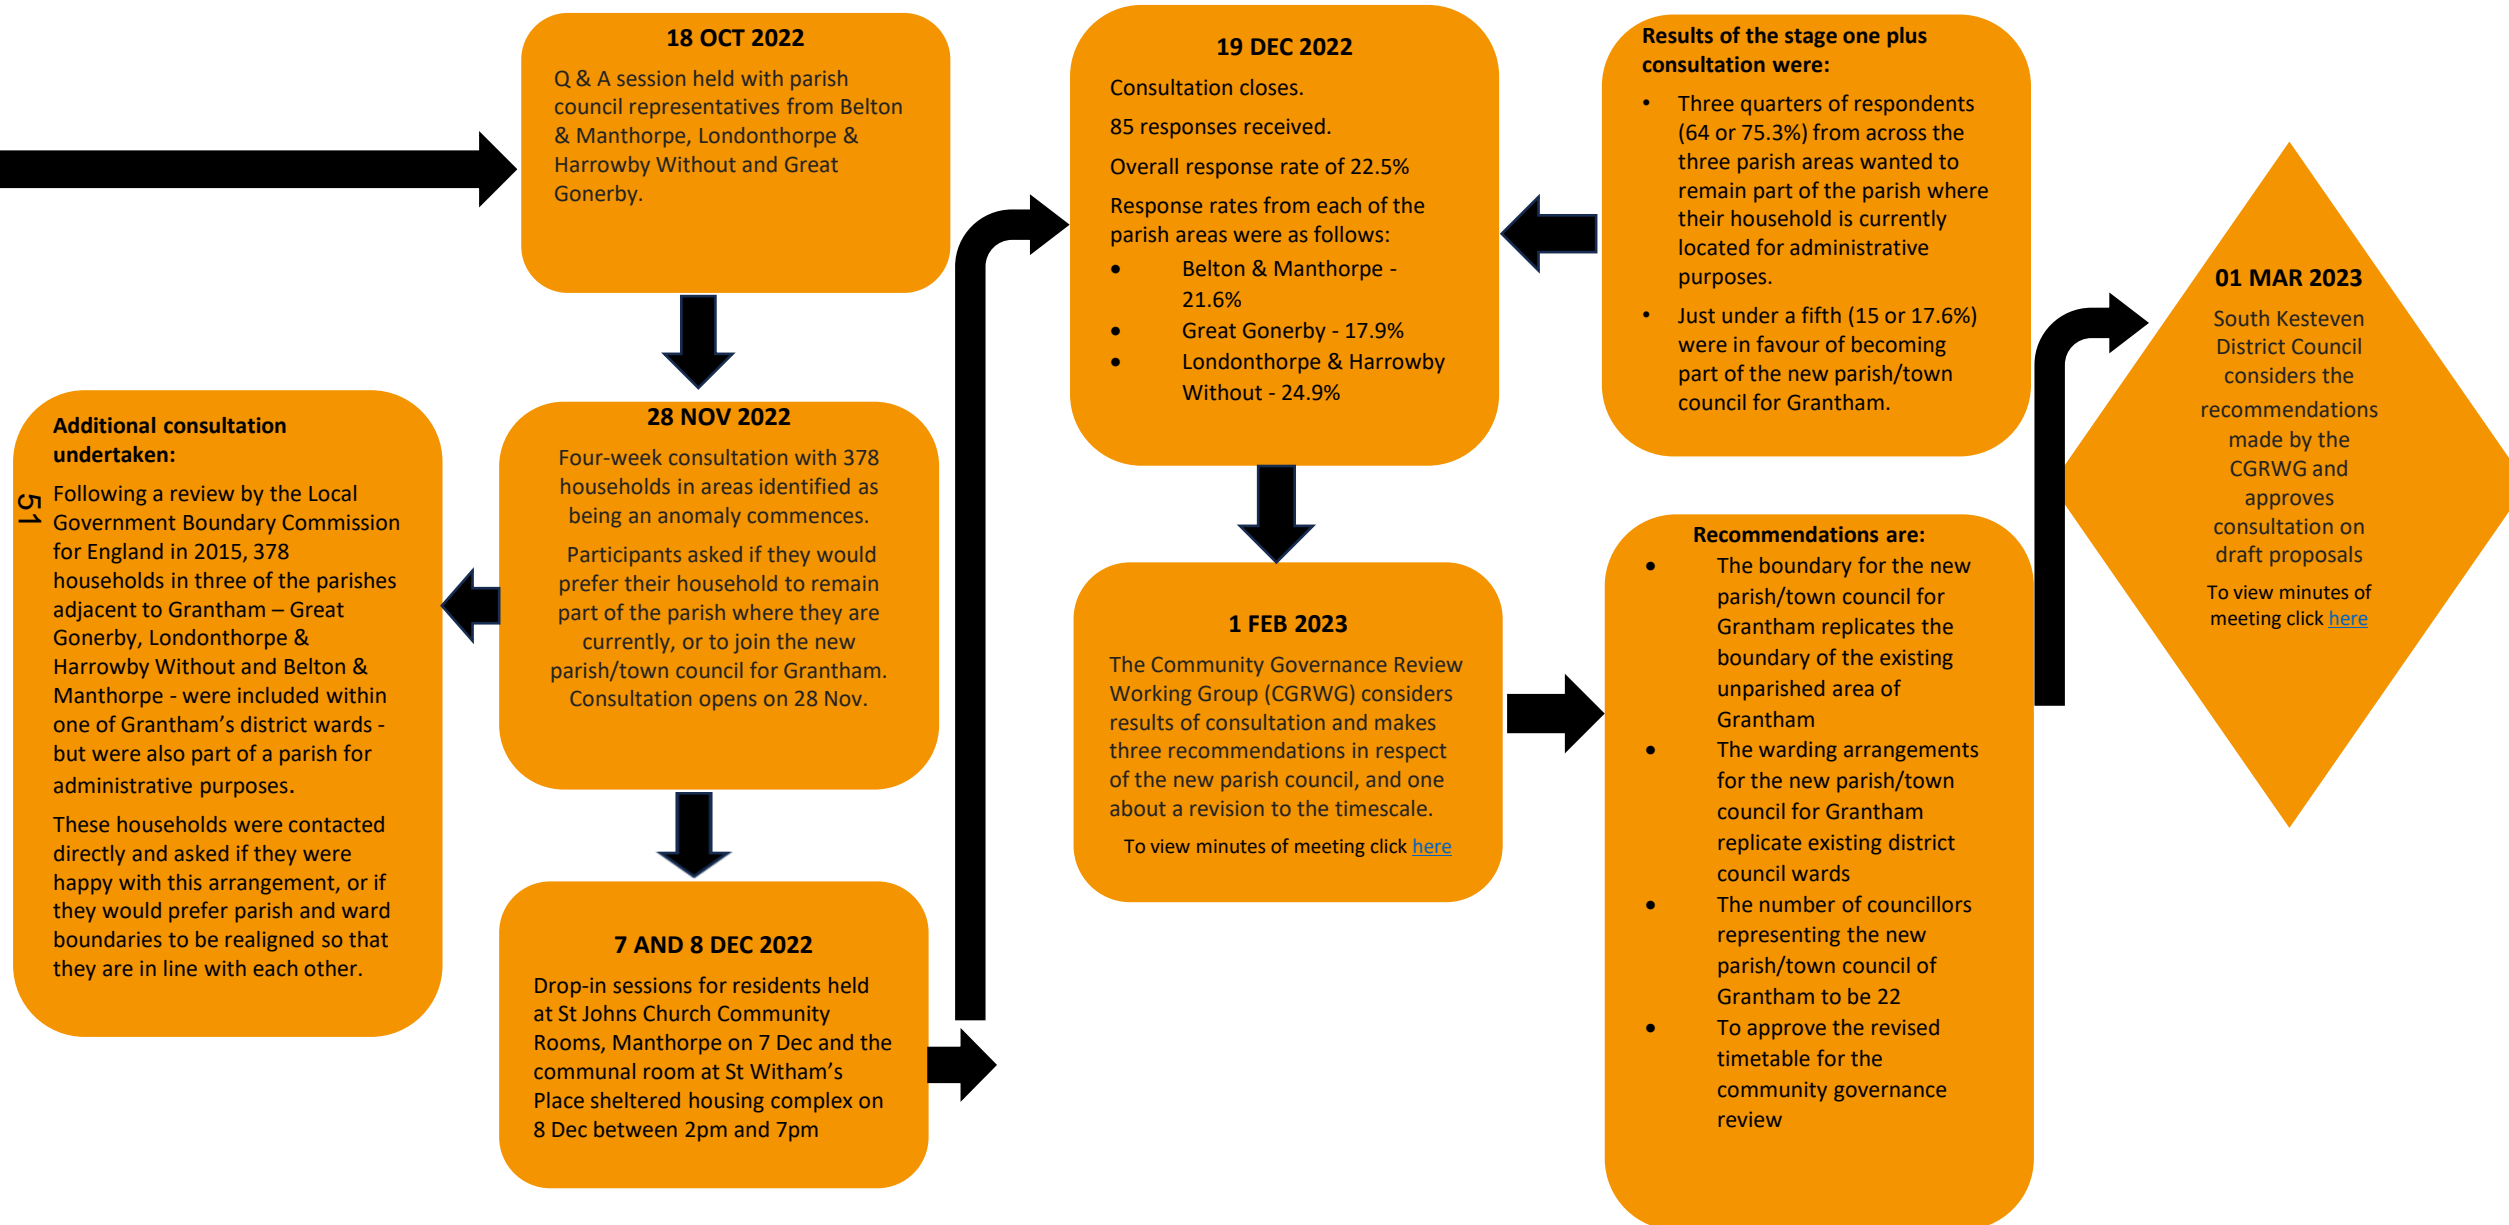 18 OCT 2022
Q & A session held with parish
council representatives from Belton
& Manthorpe, Londonthorpe &
Harrowby Without and Great
Gonerby.
28 NOV 2022
Four-week consultation with 378
households in areas identified as
being an anomaly commences.
Participants asked if they would
prefer their household to remain
part of the parish where they are
currently, or to join the new
parish/town council for Grantham.
Consultation opens on 28 Nov.
Additional consultation
undertaken:
Following a review by the Local
Government Boundary Commission
for England in 2015, 378
households in three of the parishes
adjacent to Grantham – Great
Gonerby, Londonthorpe &
Harrowby Without and Belton &
Manthorpe - were included within
one of Grantham’s district wards -
but were also part of a parish for
administrative purposes.
These households were contacted
directly and asked if they were
happy with this arrangement, or if
they would prefer parish and ward
boundaries to be realigned so that
they are in line with each other.
51
7 AND 8 DEC 2022
Drop-in sessions for residents held
at St Johns Church Community
Rooms, Manthorpe on 7 Dec and the
communal room at St Witham’s
Place sheltered housing complex on
8 Dec between 2pm and 7pm
19 DEC 2022
Consultation closes.
85 responses received.
Overall response rate of 22.5%
Response rates from each of the
parish areas were as follows:
• Belton & Manthorpe -
21.6%
• Great Gonerby - 17.9%
• Londonthorpe & Harrowby
Without - 24.9%
Results of the stage one plus
consultation were:
• Three quarters of respondents
(64 or 75.3%) from across the
three parish areas wanted to
remain part of the parish where
their household is currently
located for administrative
purposes.
• Just under a fifth (15 or 17.6%)
were in favour of becoming
part of the new parish/town
council for Grantham.
1 FEB 2023
The Community Governance Review
Working Group (CGRWG) considers
results of consultation and makes
three recommendations in respect
of the new parish council, and one
about a revision to the timescale.
To view minutes of meeting click here
Recommendations are:
• The boundary for the new
parish/town council for
Grantham replicates the
boundary of the existing
unparished area of
Grantham
• The warding arrangements
for the new parish/town
council for Grantham
replicate existing district
council wards
• The number of councillors
representing the new
parish/town council of
Grantham to be 22
• To approve the revised
timetable for the
community governance
review
01 MAR 2023
South Kesteven
District Council
considers the
recommendations
made by the
CGRWG and
approves
consultation on
draft proposals
To view minutes of
meeting click here